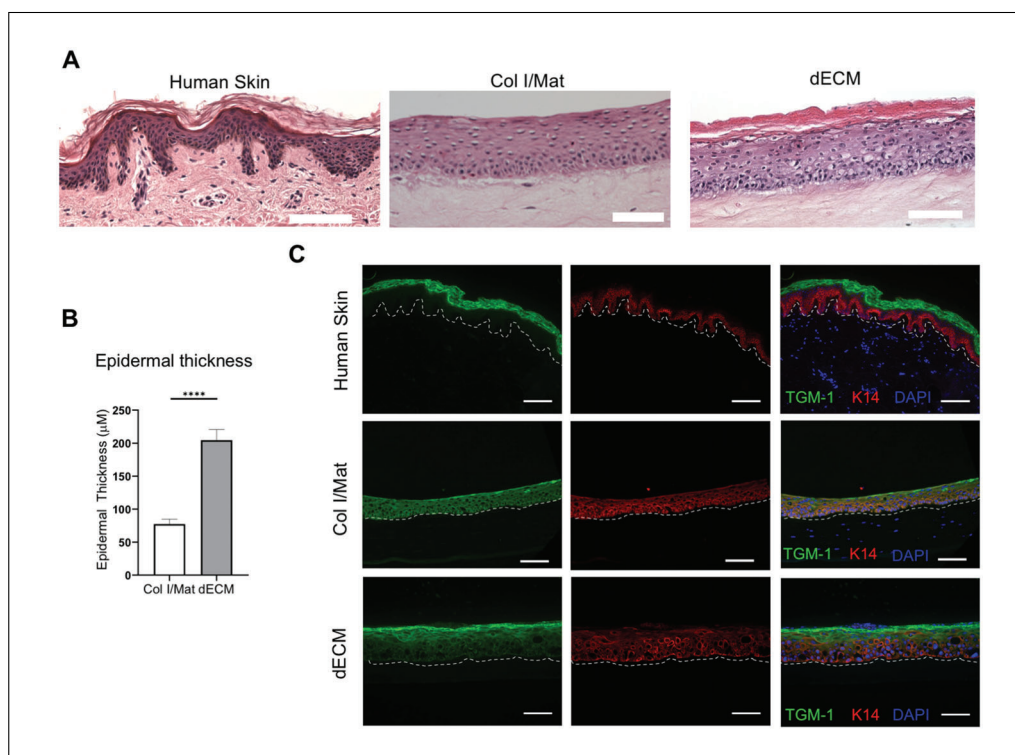 A
Human Skin
Col I/Mat
dECM
B
Epidermal thickness
****
Epidermal Thickness (μM)
250
200
150
100
50
0
Col I/Mat dECM
C
Human Skin
TGM-1 K14 DAPI
Col I/Mat
TGM-1 K14 DAPI
dECM
TGM-1 K14 DAPI